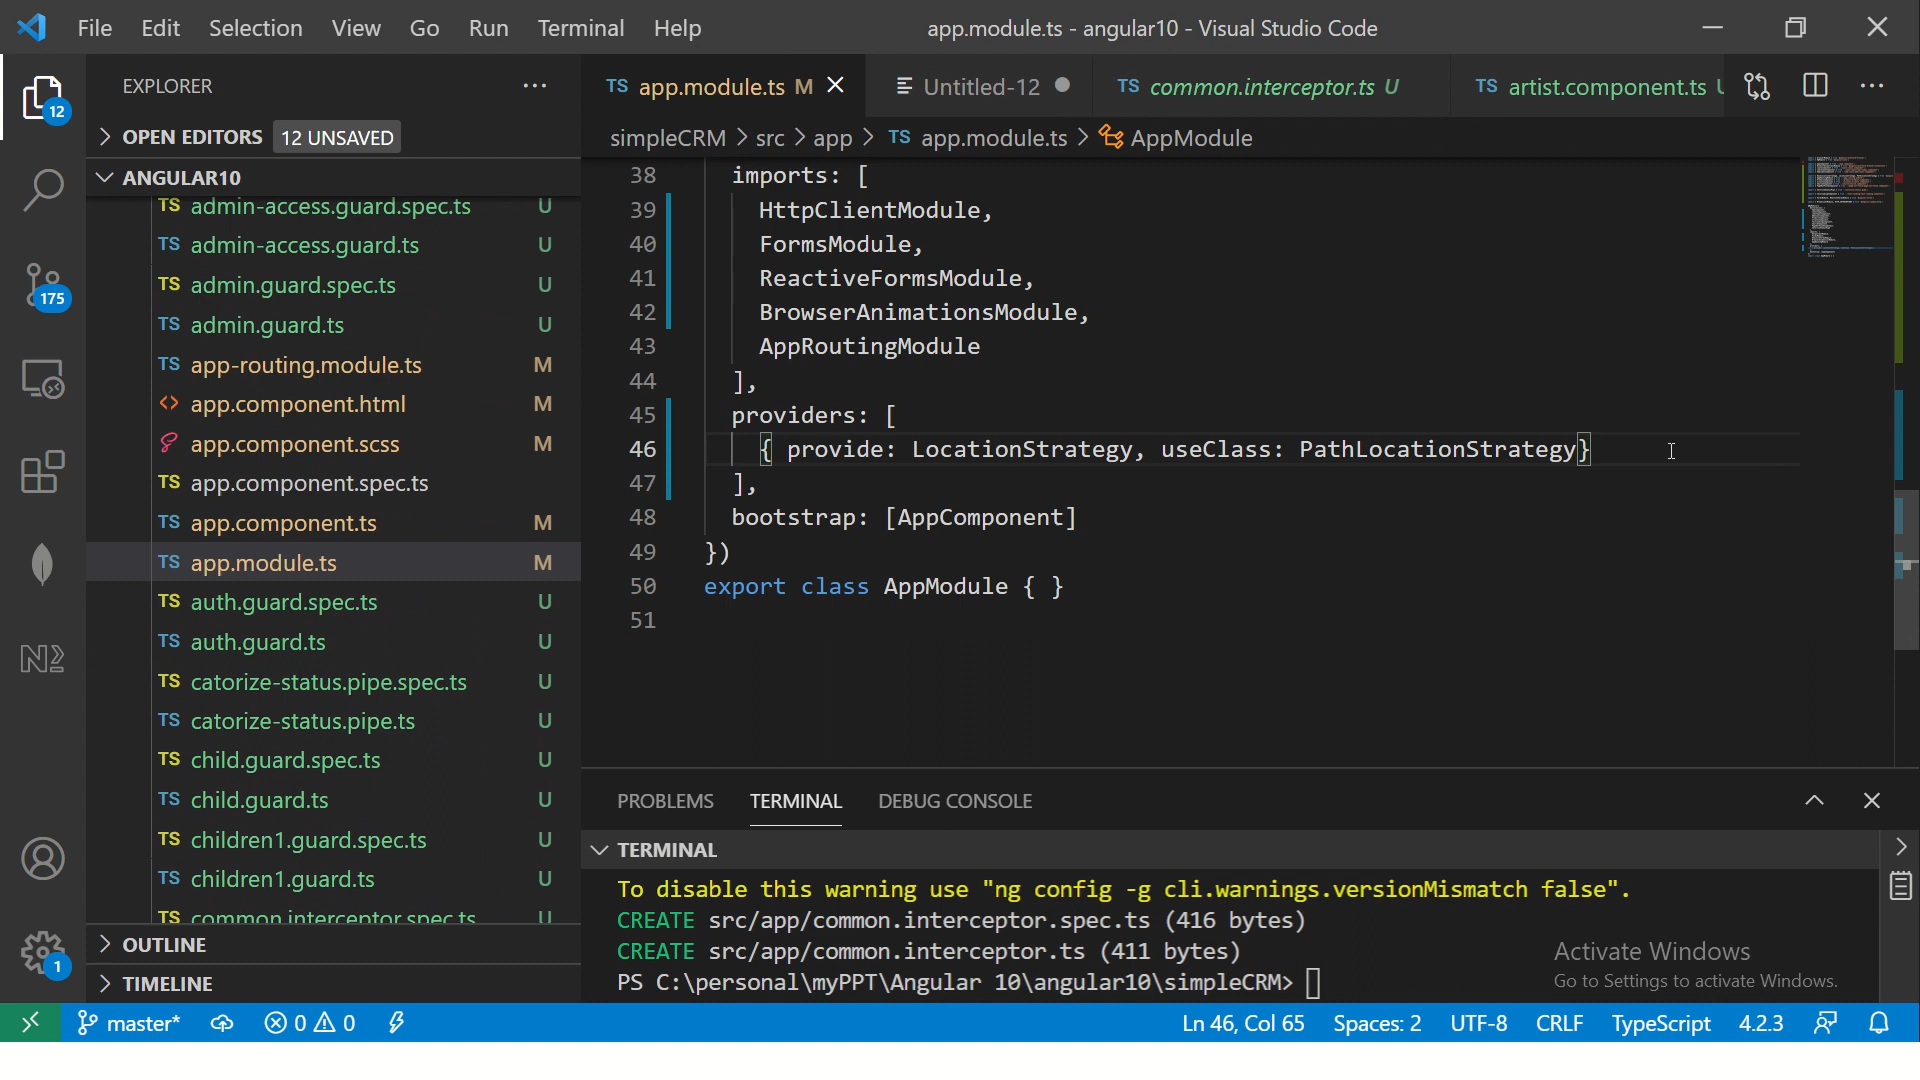 File Edit Selection View Go Run Terminal Help app.module.ts - angular10 - Visual Studio Code
EXPLORER
TS app.module.ts M
Untitled-12
TS common.interceptor.ts U
TS artist.component.ts
12
OPEN EDITORS 12 UNSAVED
simpleCRM > src > app > TS app.module.ts > AppModule
ANGULAR10
TS admin-access.guard.spec.ts U
TS admin-access.guard.ts U
TS admin.guard.spec.ts U
TS admin.guard.ts U
TS app-routing.module.ts M
<> app.component.html M
app.component.scss M
TS app.component.spec.ts
TS app.component.ts M
TS app.module.ts M
TS auth.guard.spec.ts U
TS auth.guard.ts U
TS catorize-status.pipe.spec.ts U
TS catorize-status.pipe.ts U
TS child.guard.spec.ts U
TS child.guard.ts U
TS children1.guard.spec.ts U
TS children1.guard.ts U
TS common.interceptor.spec.ts U
OUTLINE
TIMELINE
175
1
38 imports: [
39 HttpClientModule,
40 FormsModule,
41 ReactiveFormsModule,
42 BrowserAnimationsModule,
43 AppRoutingModule
44 ],
45 providers: [
46 { provide: LocationStrategy, useClass: PathLocationStrategy}
47 ],
48 bootstrap: [AppComponent]
49 })
50 export class AppModule { }
51
PROBLEMS TERMINAL DEBUG CONSOLE
TERMINAL
To disable this warning use "ng config -g cli.warnings.versionMismatch false".
CREATE src/app/common.interceptor.spec.ts (416 bytes)
CREATE src/app/common.interceptor.ts (411 bytes)
PS C:\personal\myPPT\Angular 10\angular10\simpleCRM>
Activate Windows
Go to Settings to activate Windows.
master* 0 0 Ln 46, Col 65 Spaces: 2 UTF-8 CRLF TypeScript 4.2.3